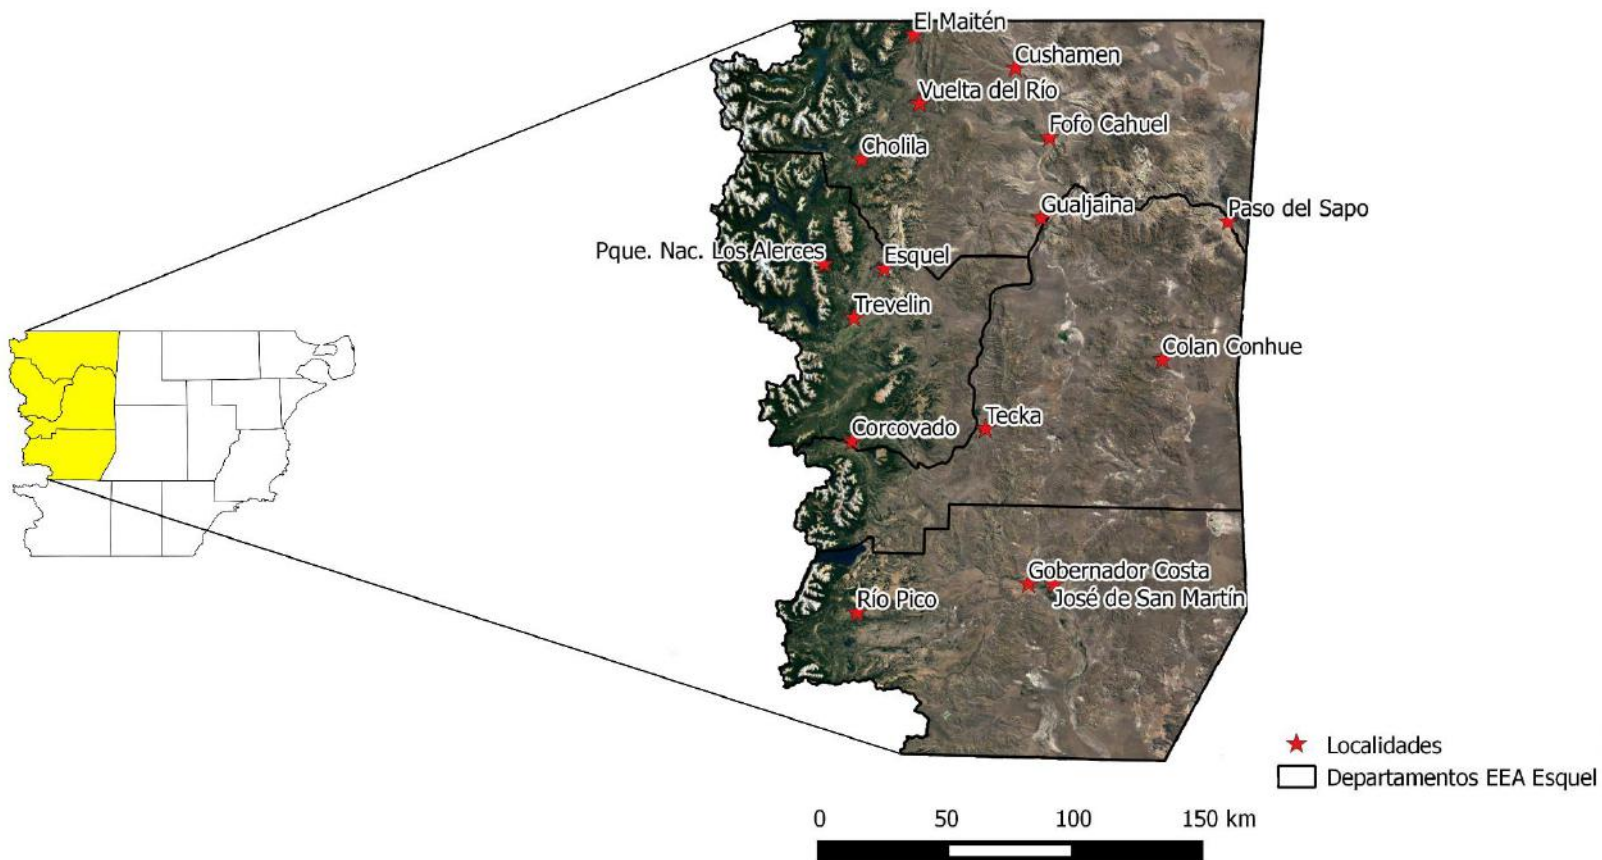 El Maitén
Cushamen
Vuelta del Río
Fofo Cahuel
Cholila
Gualjaina
Paso del Sapo
Pque. Nac. Los Alerces
Esquel
Trevelin
Colan Conhue
Tecka
Corcovado
Gobernador Costa
José de San Martín
Río Pico
Localidades
Departamentos EEA Esquel
0 50 100 150 km